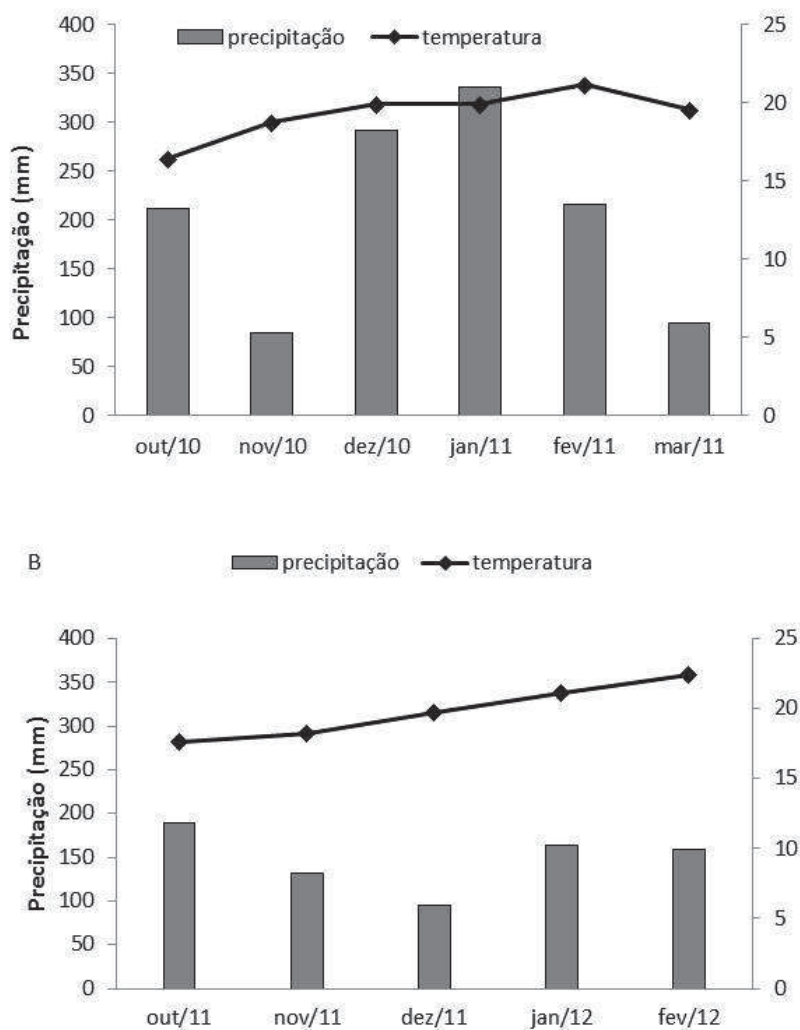 precipitação temperatura
400 25
350
300 20
250 15
200
150 10
100 5
50
0 0
Precipitação (mm)
out/10 nov/10 dez/10 jan/11 fev/11 mar/11
B
precipitação temperatura
400 25
350
300 20
250
200 15
150 10
100
50 5
0 0
Precipitação (mm)
out/11 nov/11 dez/11 jan/12 fev/12